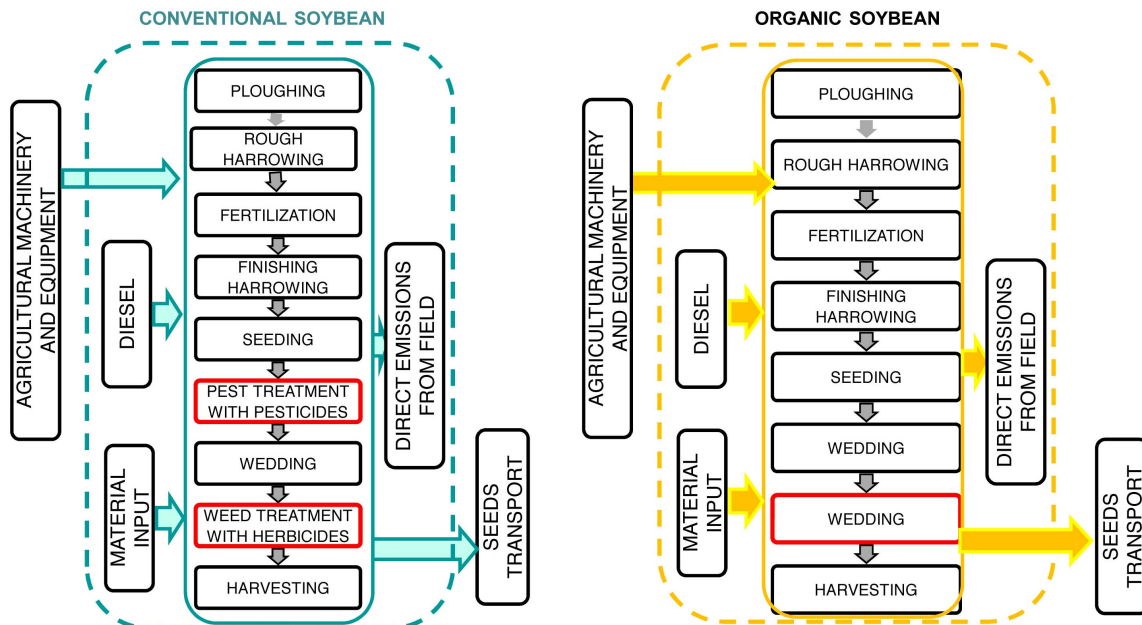 CONVENTIONAL SOYBEAN
PLOUGHING
ROUGH
HARROWING
FERTILIZATION
FINISHING
HARROWING
SEEDING
PEST TREATMENT
WITH PESTICIDES
WEDDING
WEED TREATMENT
WITH HERBICIDES
HARVESTING
AGRICULTURAL MACHINERY
AND EQUIPMENT
DIESEL
MATERIAL
INPUT
DIRECT EMISSIONS
FROM FIELD
SEEDS
TRANSPORT
ORGANIC SOYBEAN
PLOUGHING
ROUGH HARROWING
FERTILIZATION
FINISHING
HARROWING
SEEDING
WEDDING
WEDDING
HARVESTING
AGRICULTURAL MACHINERY
AND EQUIPMENT
DIESEL
MATERIAL
INPUT
DIRECT EMISSIONS
FROM FIELD
SEEDS
TRANSPORT